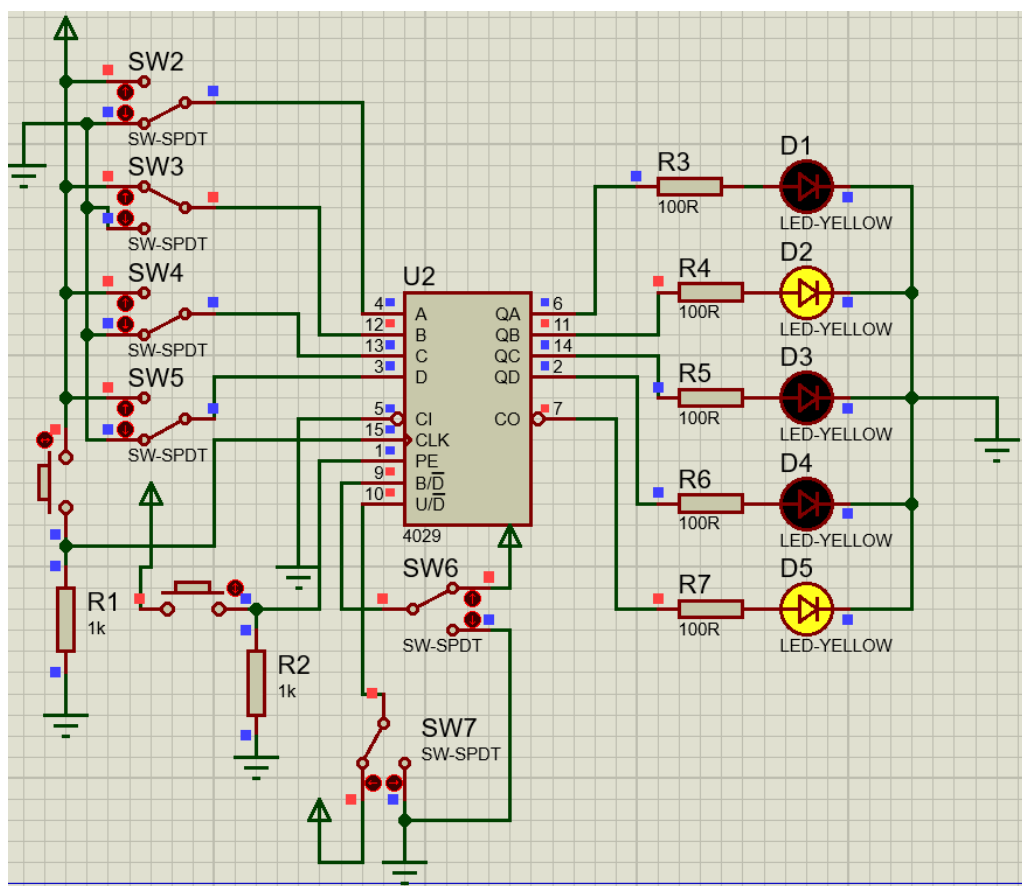 SW2
SW-SPDT
SW3
SW-SPDT
SW4
SW-SPDT
SW5
SW-SPDT
R1
1k
R2
1k
U2
4 A QA 6
12 B QB 11
13 C QC 14
3 D QD 2
5 CI CO 7
15 CLK
1 PE
9 B/D̅
10 U/D̅
4029
SW6
SW-SPDT
SW7
SW-SPDT
R3
100R
D1
LED-YELLOW
R4
100R
D2
LED-YELLOW
R5
100R
D3
LED-YELLOW
R6
100R
D4
LED-YELLOW
R7
100R
D5
LED-YELLOW